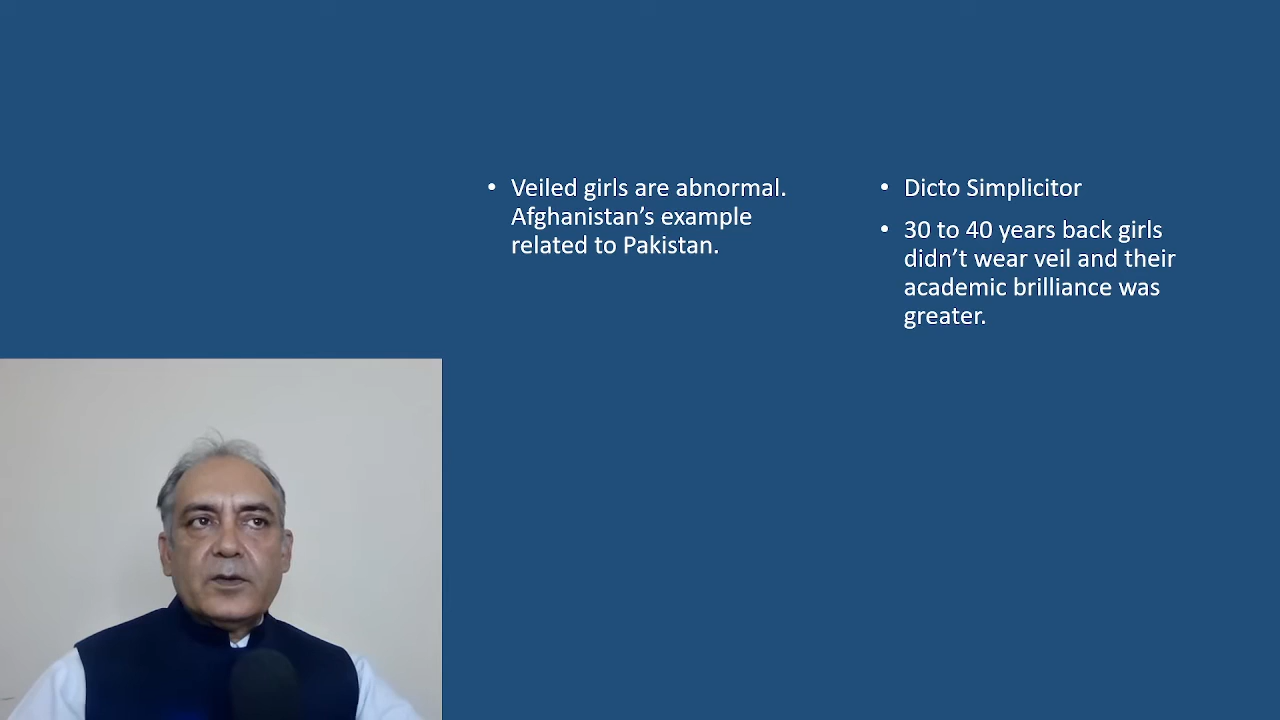 • Veiled girls are abnormal.
Afghanistan's example
related to Pakistan.
• Dicto Simplicitor
• 30 to 40 years back girls
didn't wear veil and their
academic brilliance was
greater.